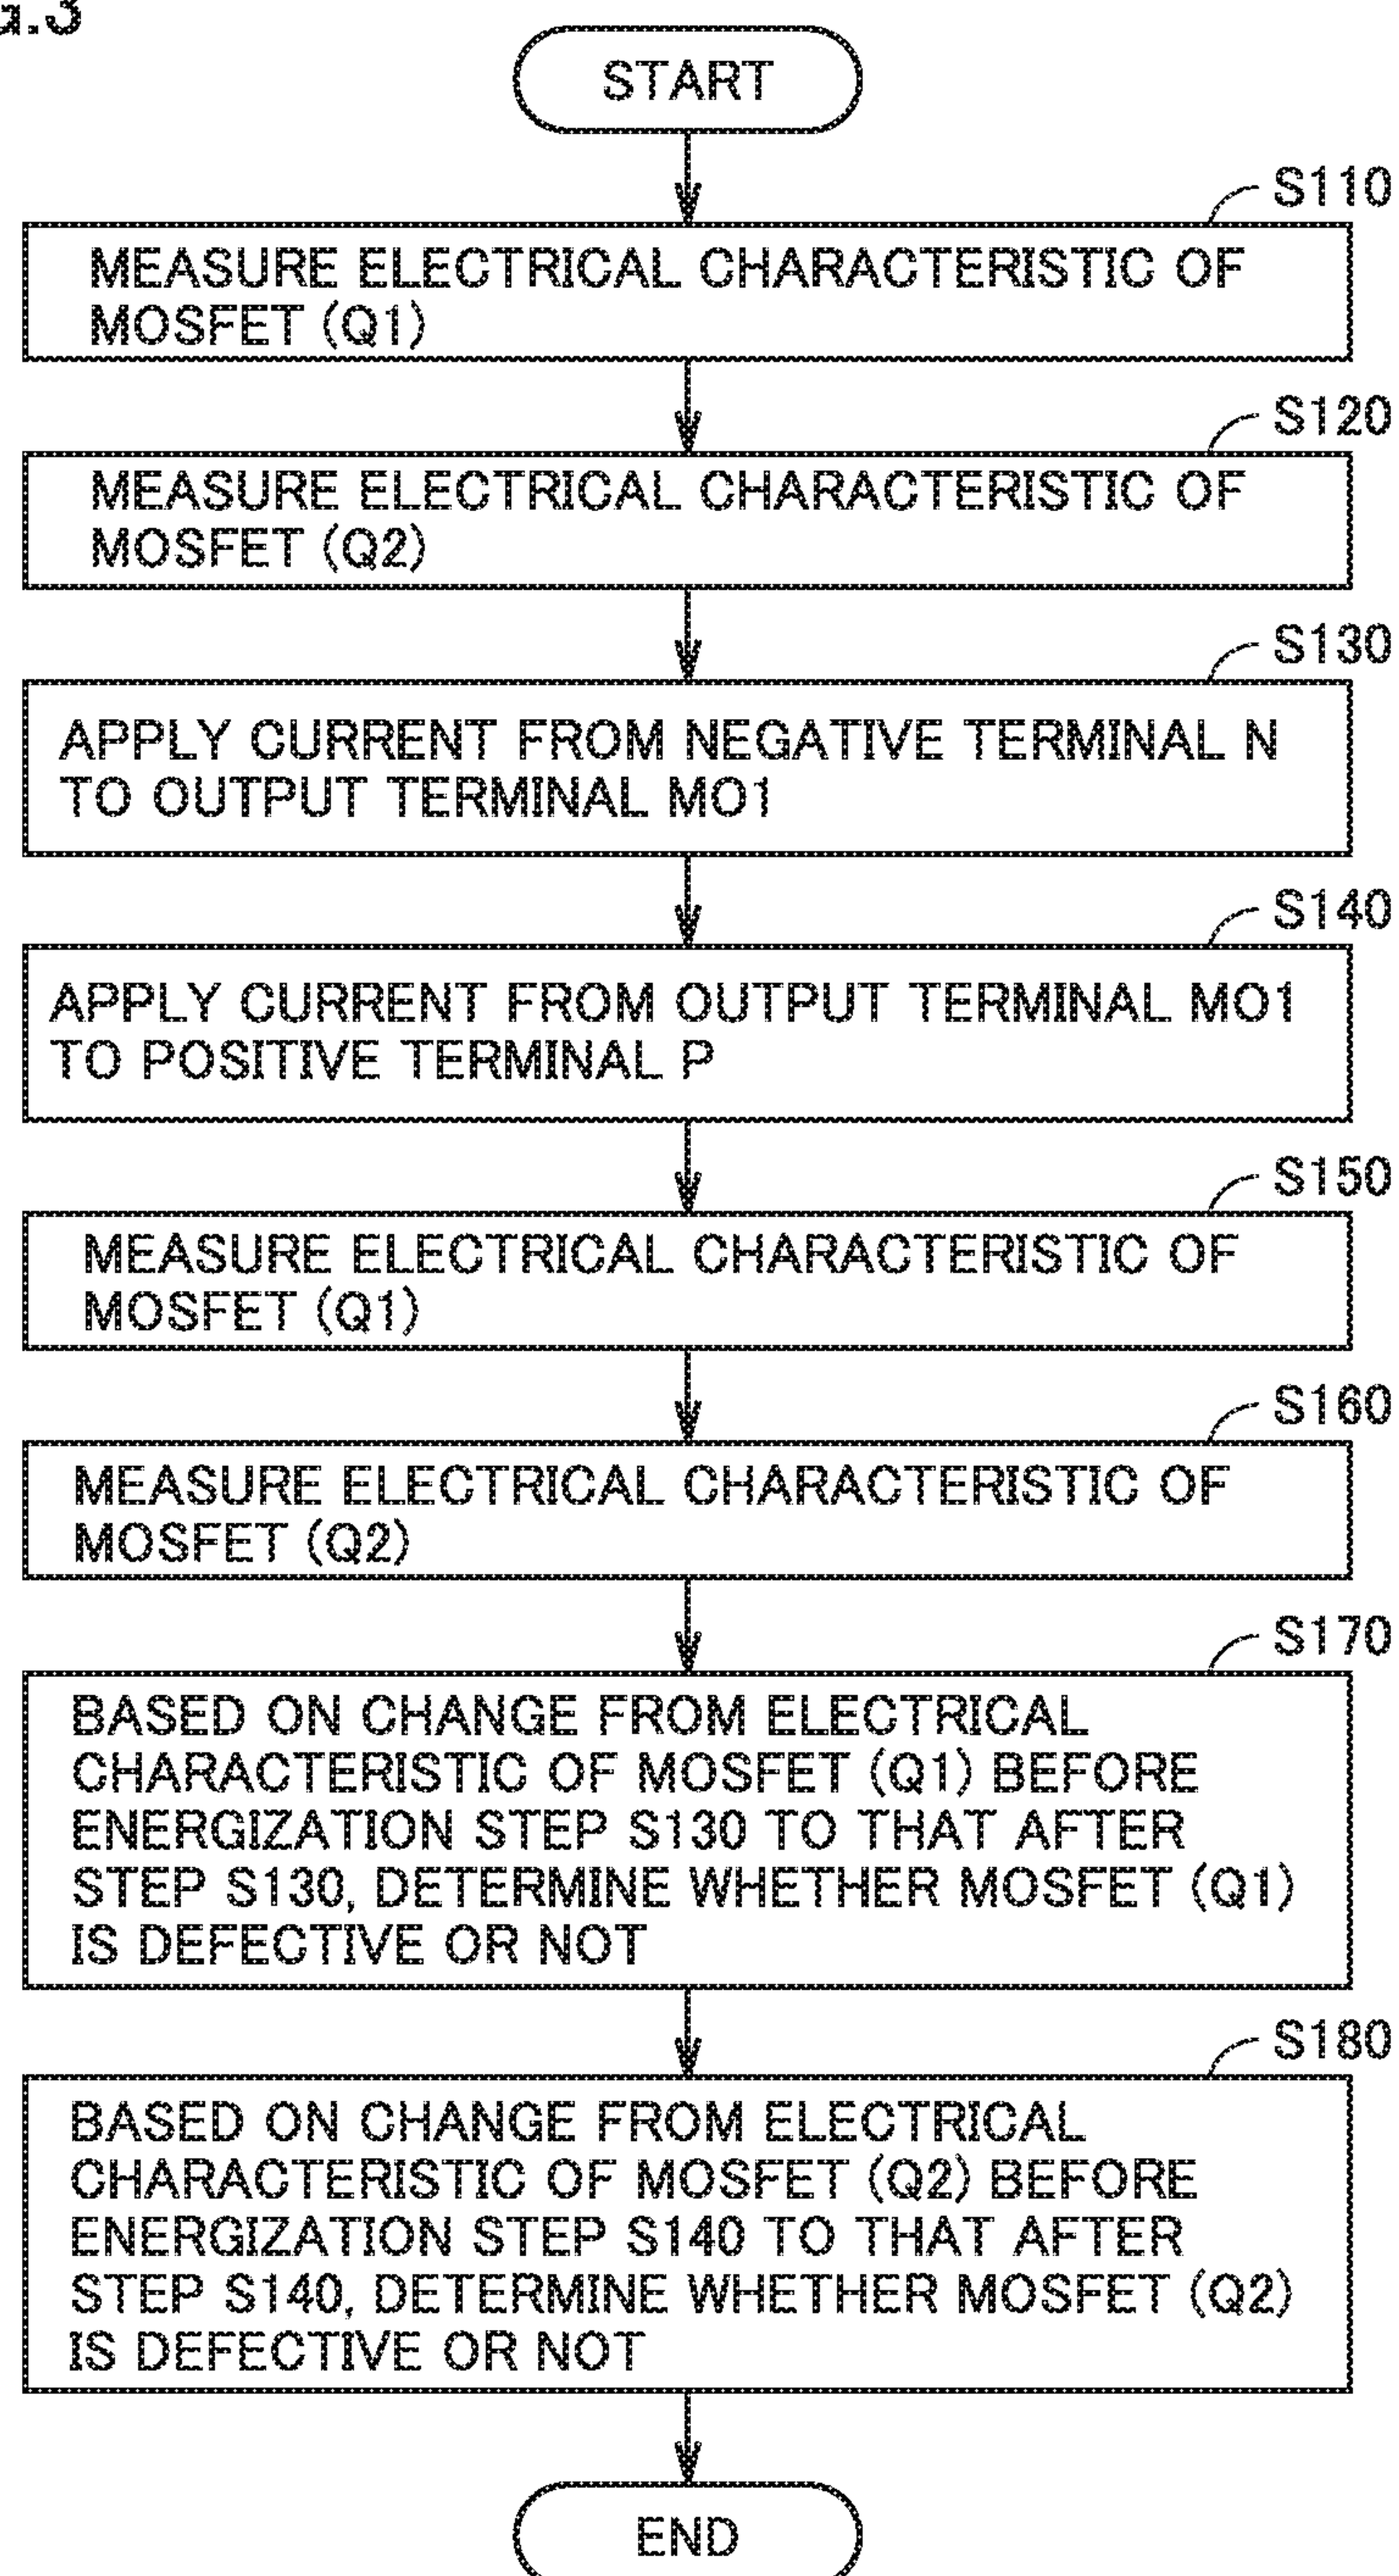 START
S110
MEASURE ELECTRICAL CHARACTERISTIC OF
MOSFET (Q1)
S120
MEASURE ELECTRICAL CHARACTERISTIC OF
MOSFET (Q2)
S130
APPLY CURRENT FROM NEGATIVE TERMINAL N
TO OUTPUT TERMINAL MO1
S140
APPLY CURRENT FROM OUTPUT TERMINAL MO1
TO POSITIVE TERMINAL P
S150
MEASURE ELECTRICAL CHARACTERISTIC OF
MOSFET (Q1)
S160
MEASURE ELECTRICAL CHARACTERISTIC OF
MOSFET (Q2)
S170
BASED ON CHANGE FROM ELECTRICAL
CHARACTERISTIC OF MOSFET (Q1) BEFORE
ENERGIZATION STEP S130 TO THAT AFTER
STEP S130, DETERMINE WHETHER MOSFET (Q1)
IS DEFECTIVE OR NOT
S180
BASED ON CHANGE FROM ELECTRICAL
CHARACTERISTIC OF MOSFET (Q2) BEFORE
ENERGIZATION STEP S140 TO THAT AFTER
STEP S140, DETERMINE WHETHER MOSFET (Q2)
IS DEFECTIVE OR NOT
END